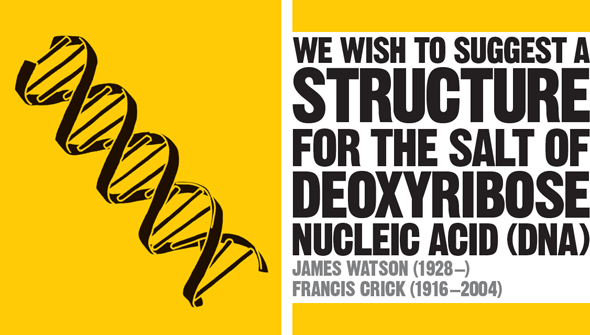 WE WISH TO SUGGEST A
STRUCTURE
FOR THE SALT OF
DEOXYRIBOSE
NUCLEIC ACID (DNA)
JAMES WATSON (1928–)
FRANCIS CRICK (1916–2004)